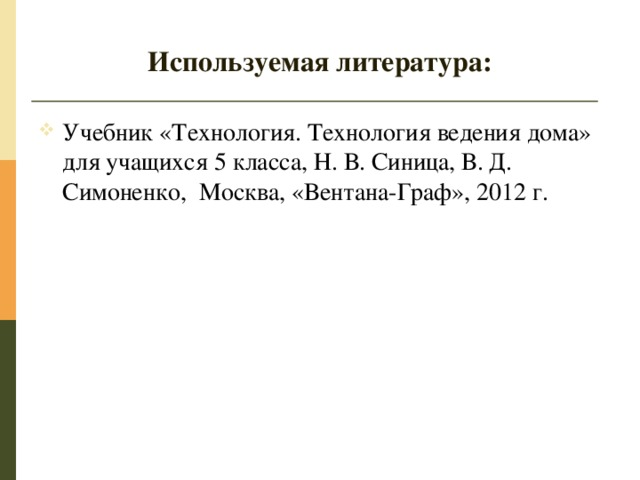 Используемая литература:
Учебник «Технология. Технология ведения дома»
для учащихся 5 класса, Н. В. Синица, В. Д.
Симоненко, Москва, «Вентана-Граф», 2012 г.